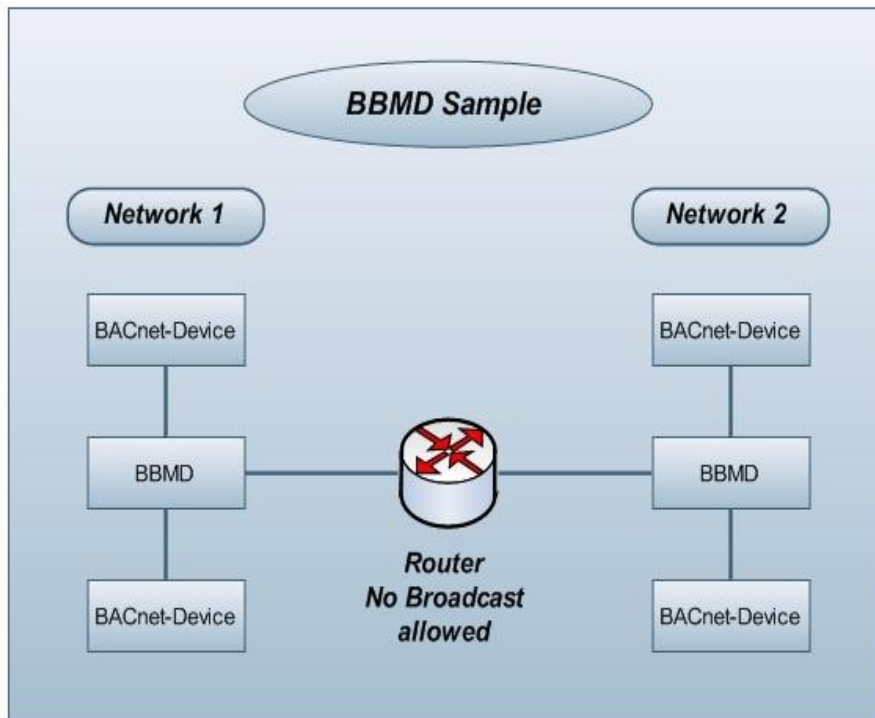 BBMD Sample
Network 1
Network 2
BACnet-Device
BACnet-Device
BBMD
BBMD
BACnet-Device
BACnet-Device
Router
No Broadcast
allowed